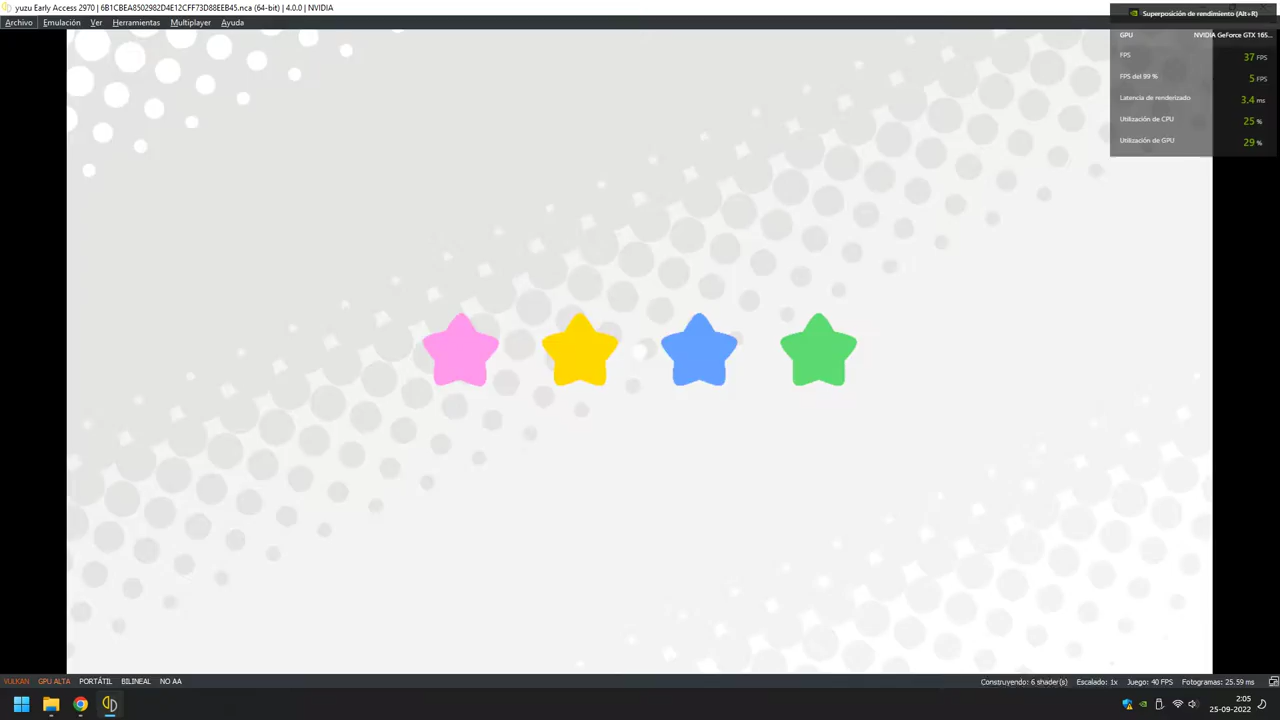 yuzu Early Access 2970 | 6B1CBEA8502982D4E12CFF73D88EEB45.nca (64-bit) | 4.0.0 | NVIDIA
Archivo Emulación Ver Herramientas Multiplayer Ayuda
Superposición de rendimiento (Alt+R)
GPU NVIDIA GeForce GTX 165...
FPS 37 FPS
FPS del 99 % 5 FPS
Latencia de renderizado 3.4 ms
Utilización de CPU 25 %
Utilización de GPU 29 %
VULKAN GPU ALTA PORTÁTIL BILINEAL NO AA
Construyendo: 6 shader(s) Escalado: 1x Juego: 40 FPS Fotogramas: 25.59 ms
2:05
25-09-2022